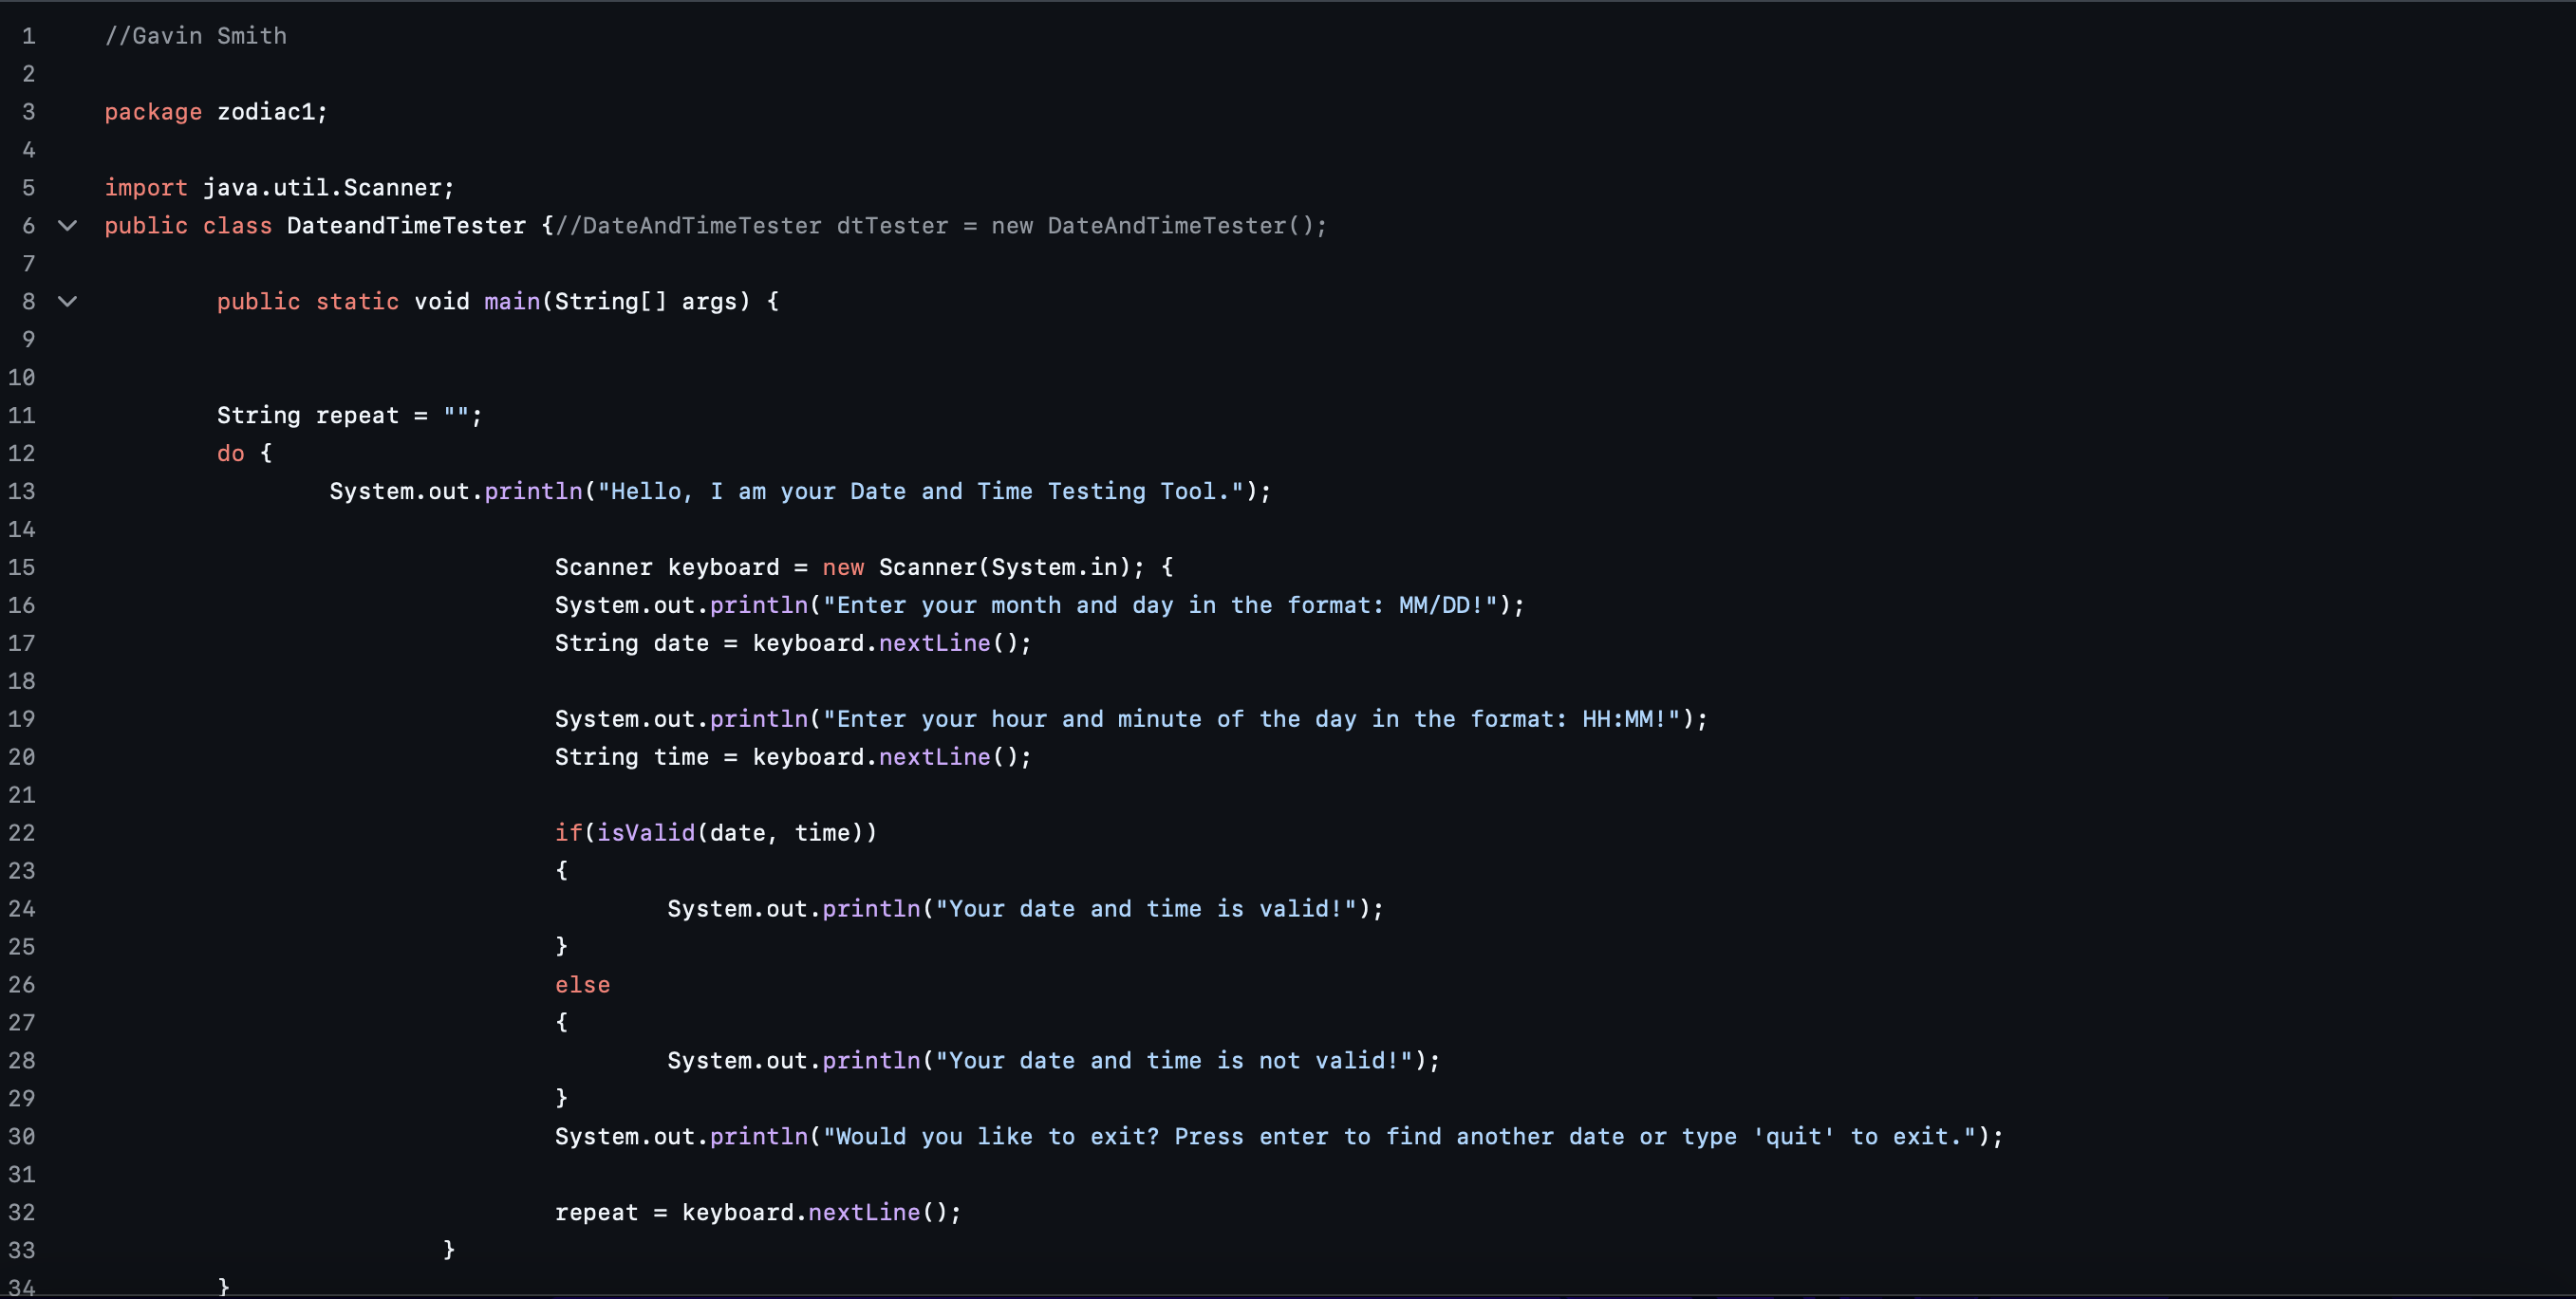 1 //Gavin Smith
2
3 package zodiac1;
4
5 import java.util.Scanner;
6 public class DateandTimeTester {//DateAndTimeTester dtTester = new DateAndTimeTester();
7
8 public static void main(String[] args) {
9
10
11 String repeat = "";
12 do {
13 System.out.println("Hello, I am your Date and Time Testing Tool.");
14
15 Scanner keyboard = new Scanner(System.in); {
16 System.out.println("Enter your month and day in the format: MM/DD!");
17 String date = keyboard.nextLine();
18
19 System.out.println("Enter your hour and minute of the day in the format: HH:MM!");
20 String time = keyboard.nextLine();
21
22 if(isValid(date, time))
23 {
24 System.out.println("Your date and time is valid!");
25 }
26 else
27 {
28 System.out.println("Your date and time is not valid!");
29 }
30 System.out.println("Would you like to exit? Press enter to find another date or type 'quit' to exit.");
31
32 repeat = keyboard.nextLine();
33 }
34 }